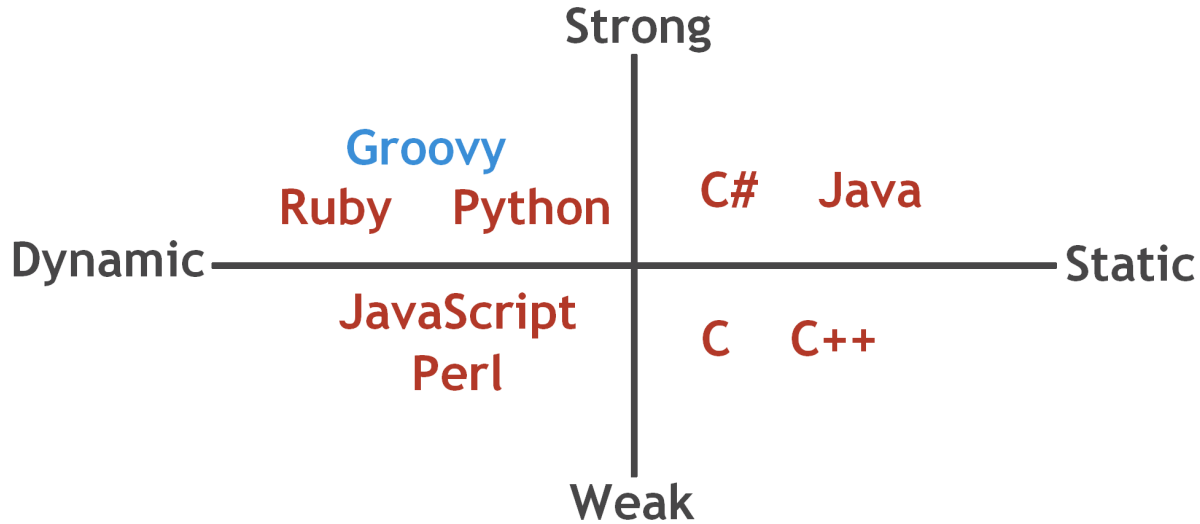 Strong
Groovy
Ruby Python
C# Java
Dynamic
Static
JavaScript
Perl
C C++
Weak